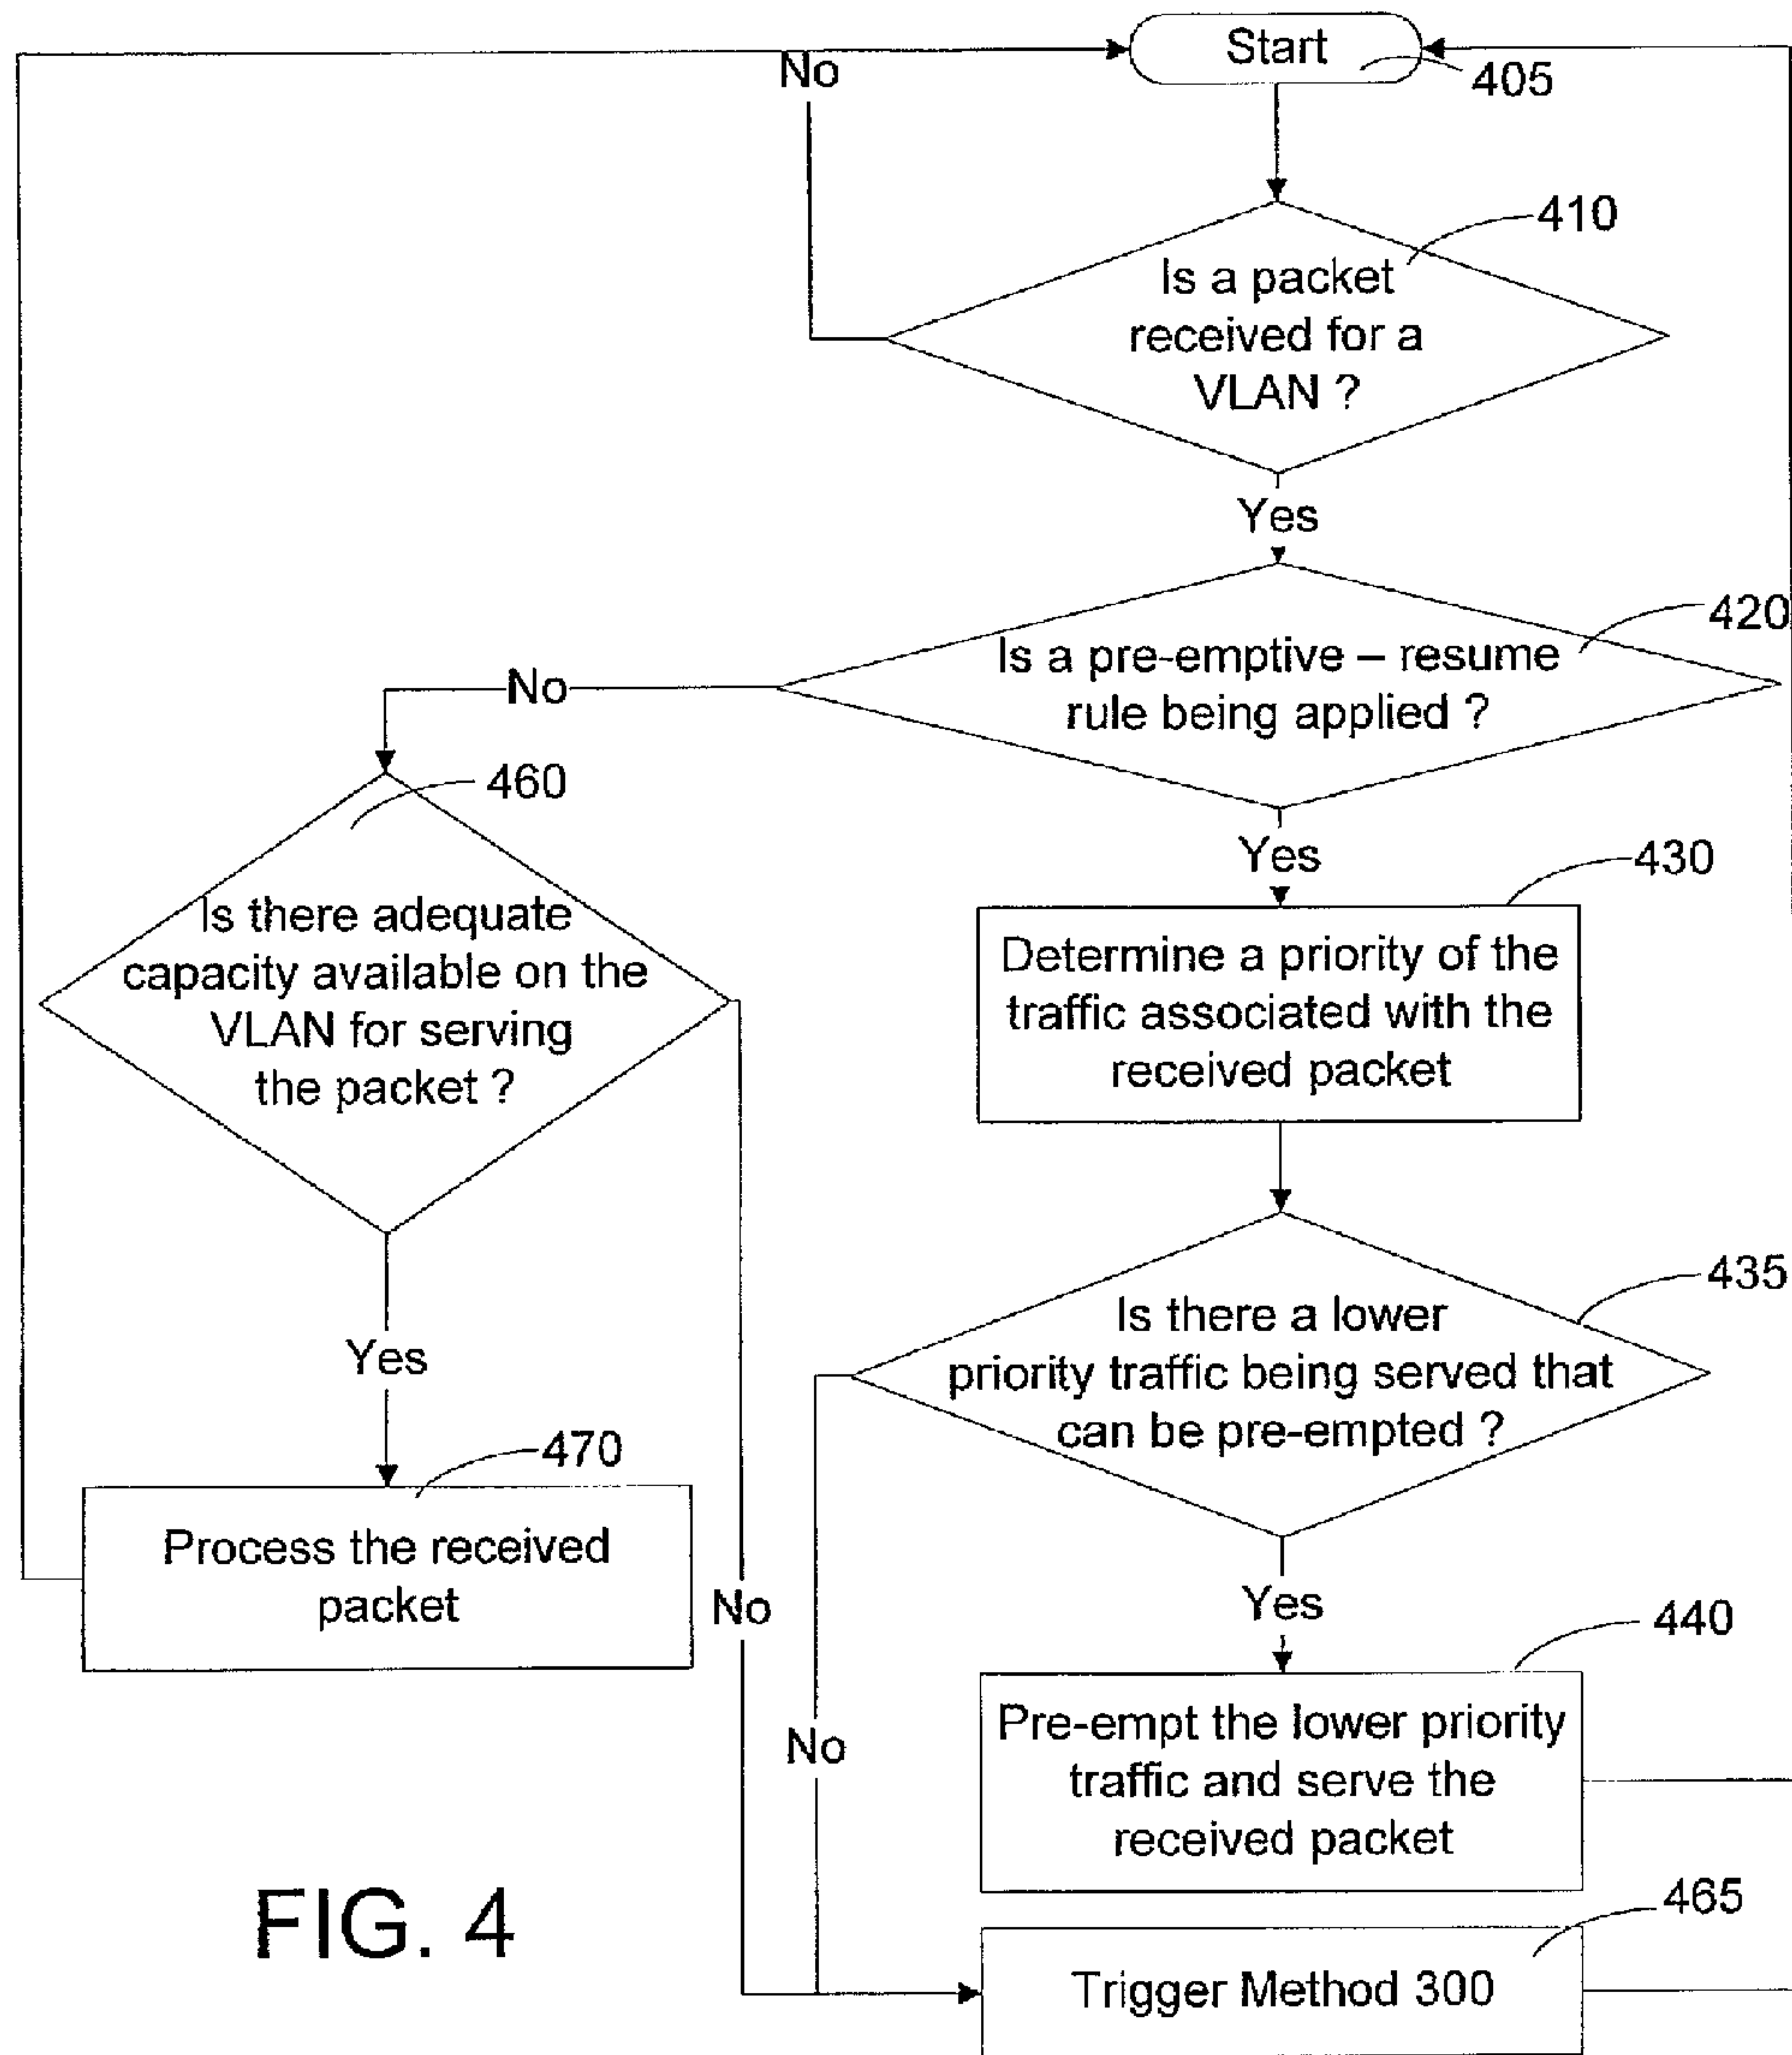 Start
405
No
410
Is a packet
received for a
VLAN ?
Yes
420
Is a pre-emptive – resume
rule being applied ?
No
460
Yes
430
Is there adequate
capacity available on the
VLAN for serving
the packet ?
Determine a priority of the
traffic associated with the
received packet
435
Is there a lower
priority traffic being served that
can be pre-empted ?
Yes
470
Process the received
packet
No
Yes
440
No
Pre-empt the lower priority
traffic and serve the
received packet
465
Trigger Method 300
FIG. 4